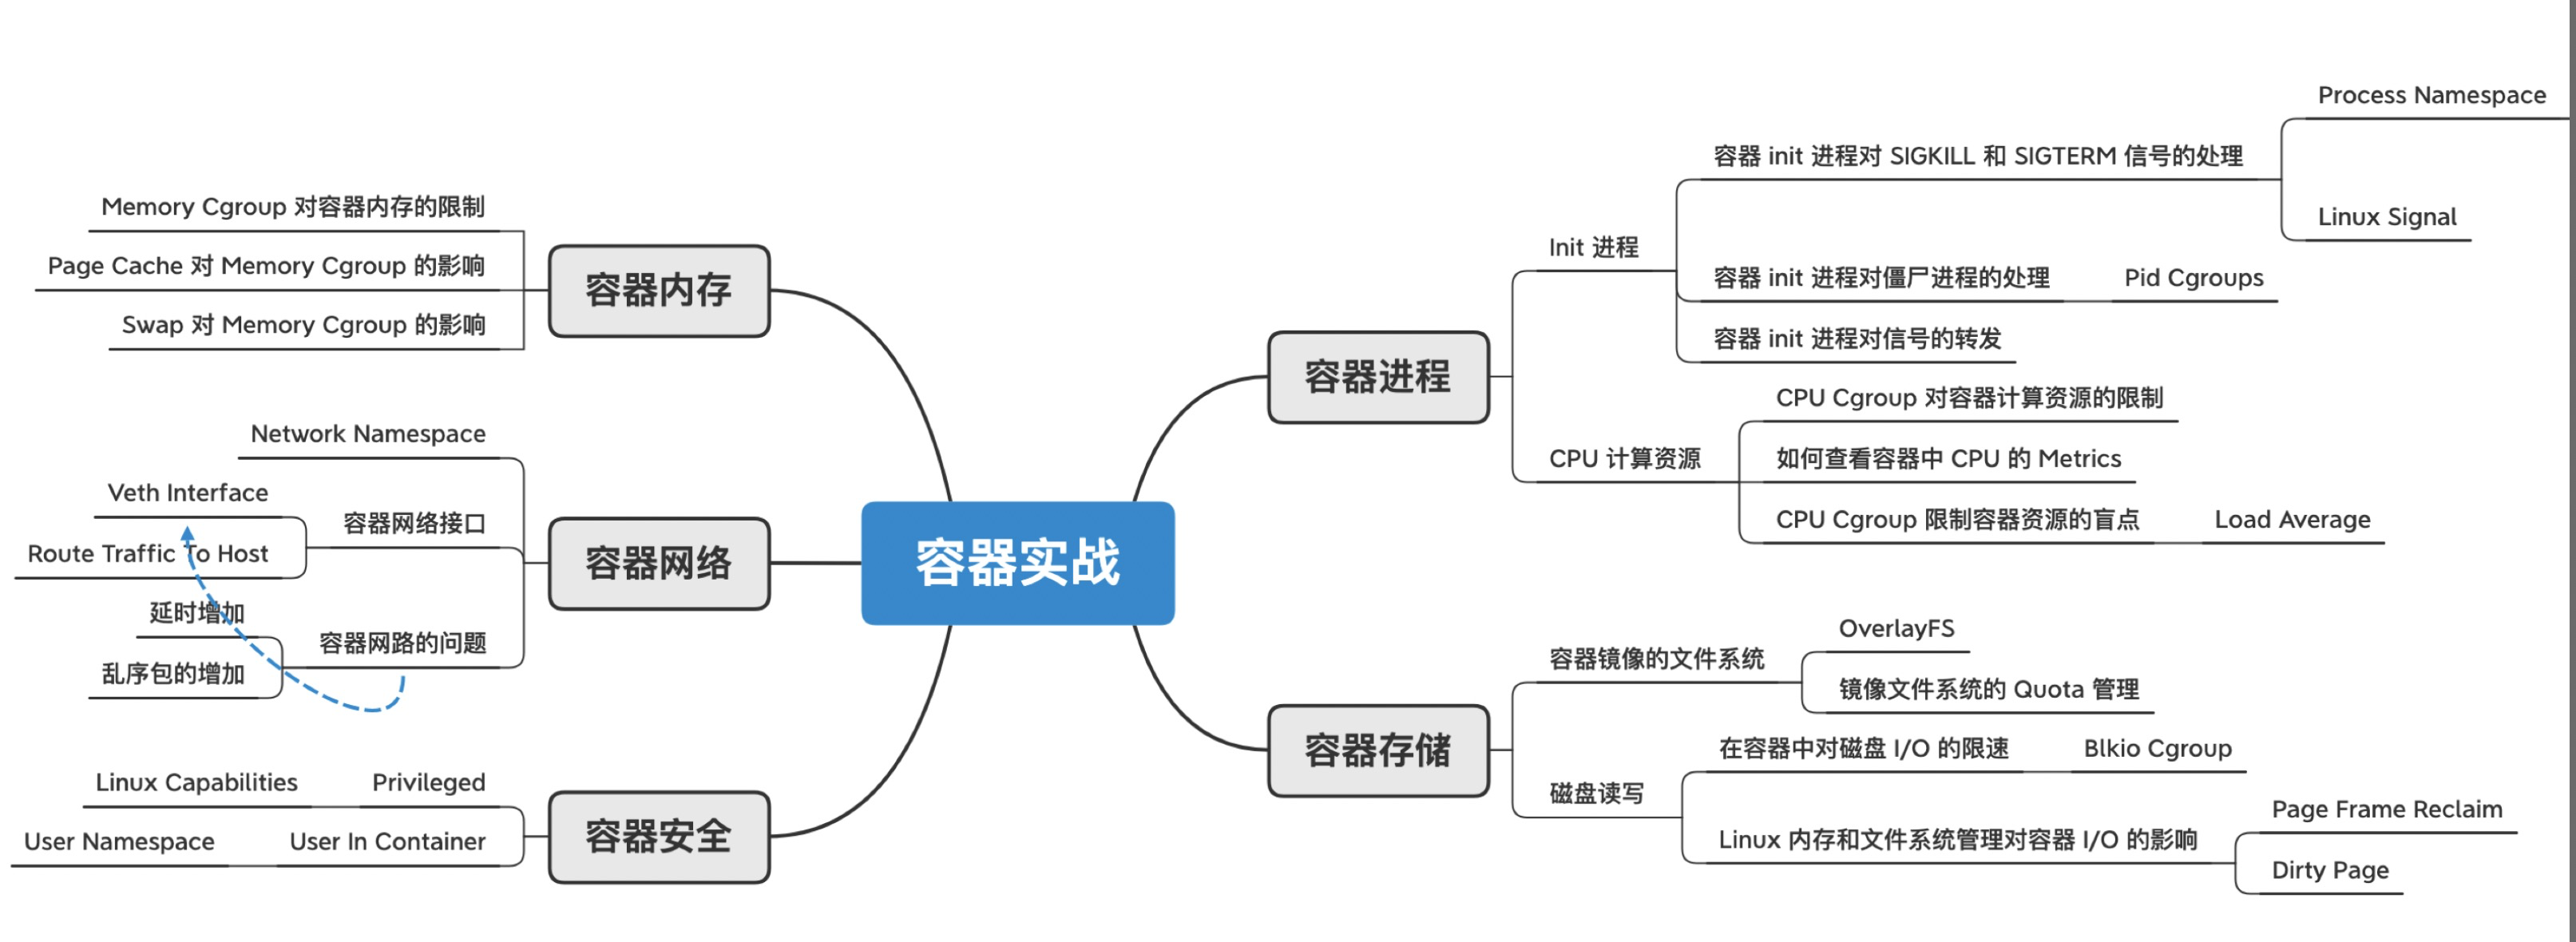 容器实战
容器内存
Memory Cgroup 对容器内存的限制
Page Cache 对 Memory Cgroup 的影响
Swap 对 Memory Cgroup 的影响
容器网络
Network Namespace
容器网络接口
Veth Interface
Route Traffic To Host
容器网路的问题
延时增加
乱序包的增加
容器安全
Privileged
Linux Capabilities
User In Container
User Namespace
容器进程
Init 进程
容器 init 进程对 SIGKILL 和 SIGTERM 信号的处理
Process Namespace
Linux Signal
容器 init 进程对僵尸进程的处理
Pid Cgroups
容器 init 进程对信号的转发
CPU 计算资源
CPU Cgroup 对容器计算资源的限制
如何查看容器中 CPU 的 Metrics
CPU Cgroup 限制容器资源的盲点
Load Average
容器存储
容器镜像的文件系统
OverlayFS
镜像文件系统的 Quota 管理
磁盘读写
在容器中对磁盘 I/O 的限速
Blkio Cgroup
Linux 内存和文件系统管理对容器 I/O 的影响
Page Frame Reclaim
Dirty Page